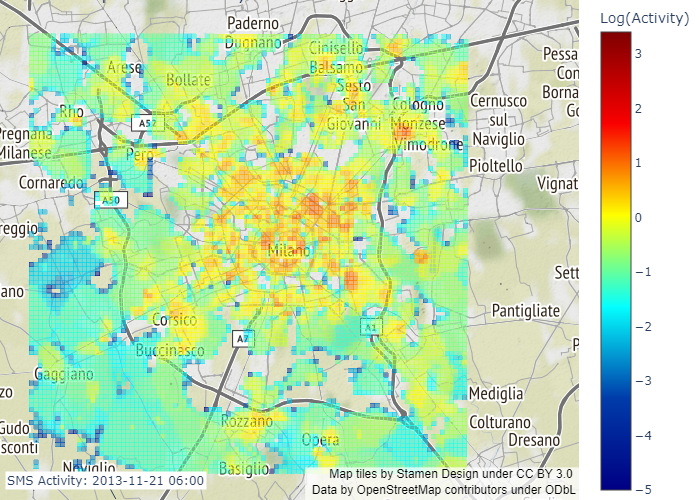 Paderno
Dugnano
Cinisello
Balsamo
Log(Activity)
Arese
Bollate
Sesto
San
Giovanni
Pessa
Con
Borna
Go
Rho
A52
Cologno
Monzese
Cernusco
sul
Naviglio
Pregnana
Milanese
Pero
Vimodrone
Pioltello
Cornaredo
A50
Vignat
reggio
Milano
Sett
ano
Pantigliate
Corsico
A7
A1
Buccinasco
P
Gaggiano
zo
Mediglia
Rozzano
Gudo
sconti
Opera
Colturano
Dresano
Noviglio
Basiglio
SMS Activity: 2013-11-21 06:00
Map tiles by Stamen Design under CC BY 3.0
Data by OpenStreetMap contributors under ODbL
3
2
1
0
−1
−2
−3
−4
−5